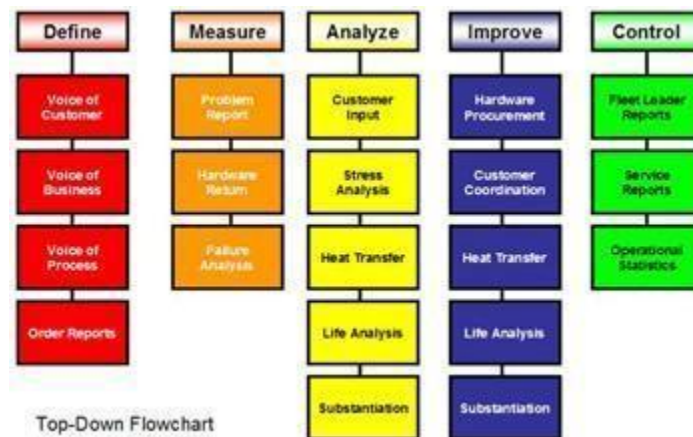 Define
Measure
Analyze
Improve
Control
Voice of
Customer
Problem
Report
Customer
Input
Hardware
Procurement
Fleet Leader
Reports
Voice of
Business
Hardware
Return
Stress
Analysis
Customer
Coordination
Service
Reports
Voice of
Process
Failure
Analysis
Heat Transfer
Heat Transfer
Operational
Statistics
Order Reports
Life Analysis
Life Analysis
Substantiation
Substantiation
Top-Down Flowchart